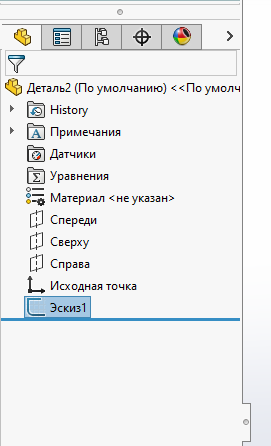 Деталь2 (По умолчанию) <<По умолч
History
Примечания
Датчики
Уравнения
Материал <не указан>
Спереди
Сверху
Справа
Исходная точка
Эскиз1